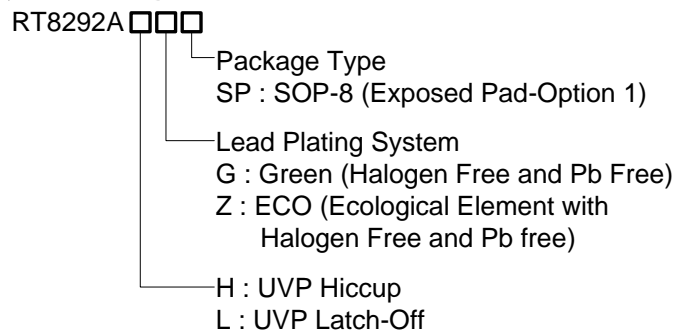 RT8292A
Package Type
SP : SOP-8 (Exposed Pad-Option 1)
Lead Plating System
G : Green (Halogen Free and Pb Free)
Z : ECO (Ecological Element with
Halogen Free and Pb free)
H : UVP Hiccup
L : UVP Latch-Off